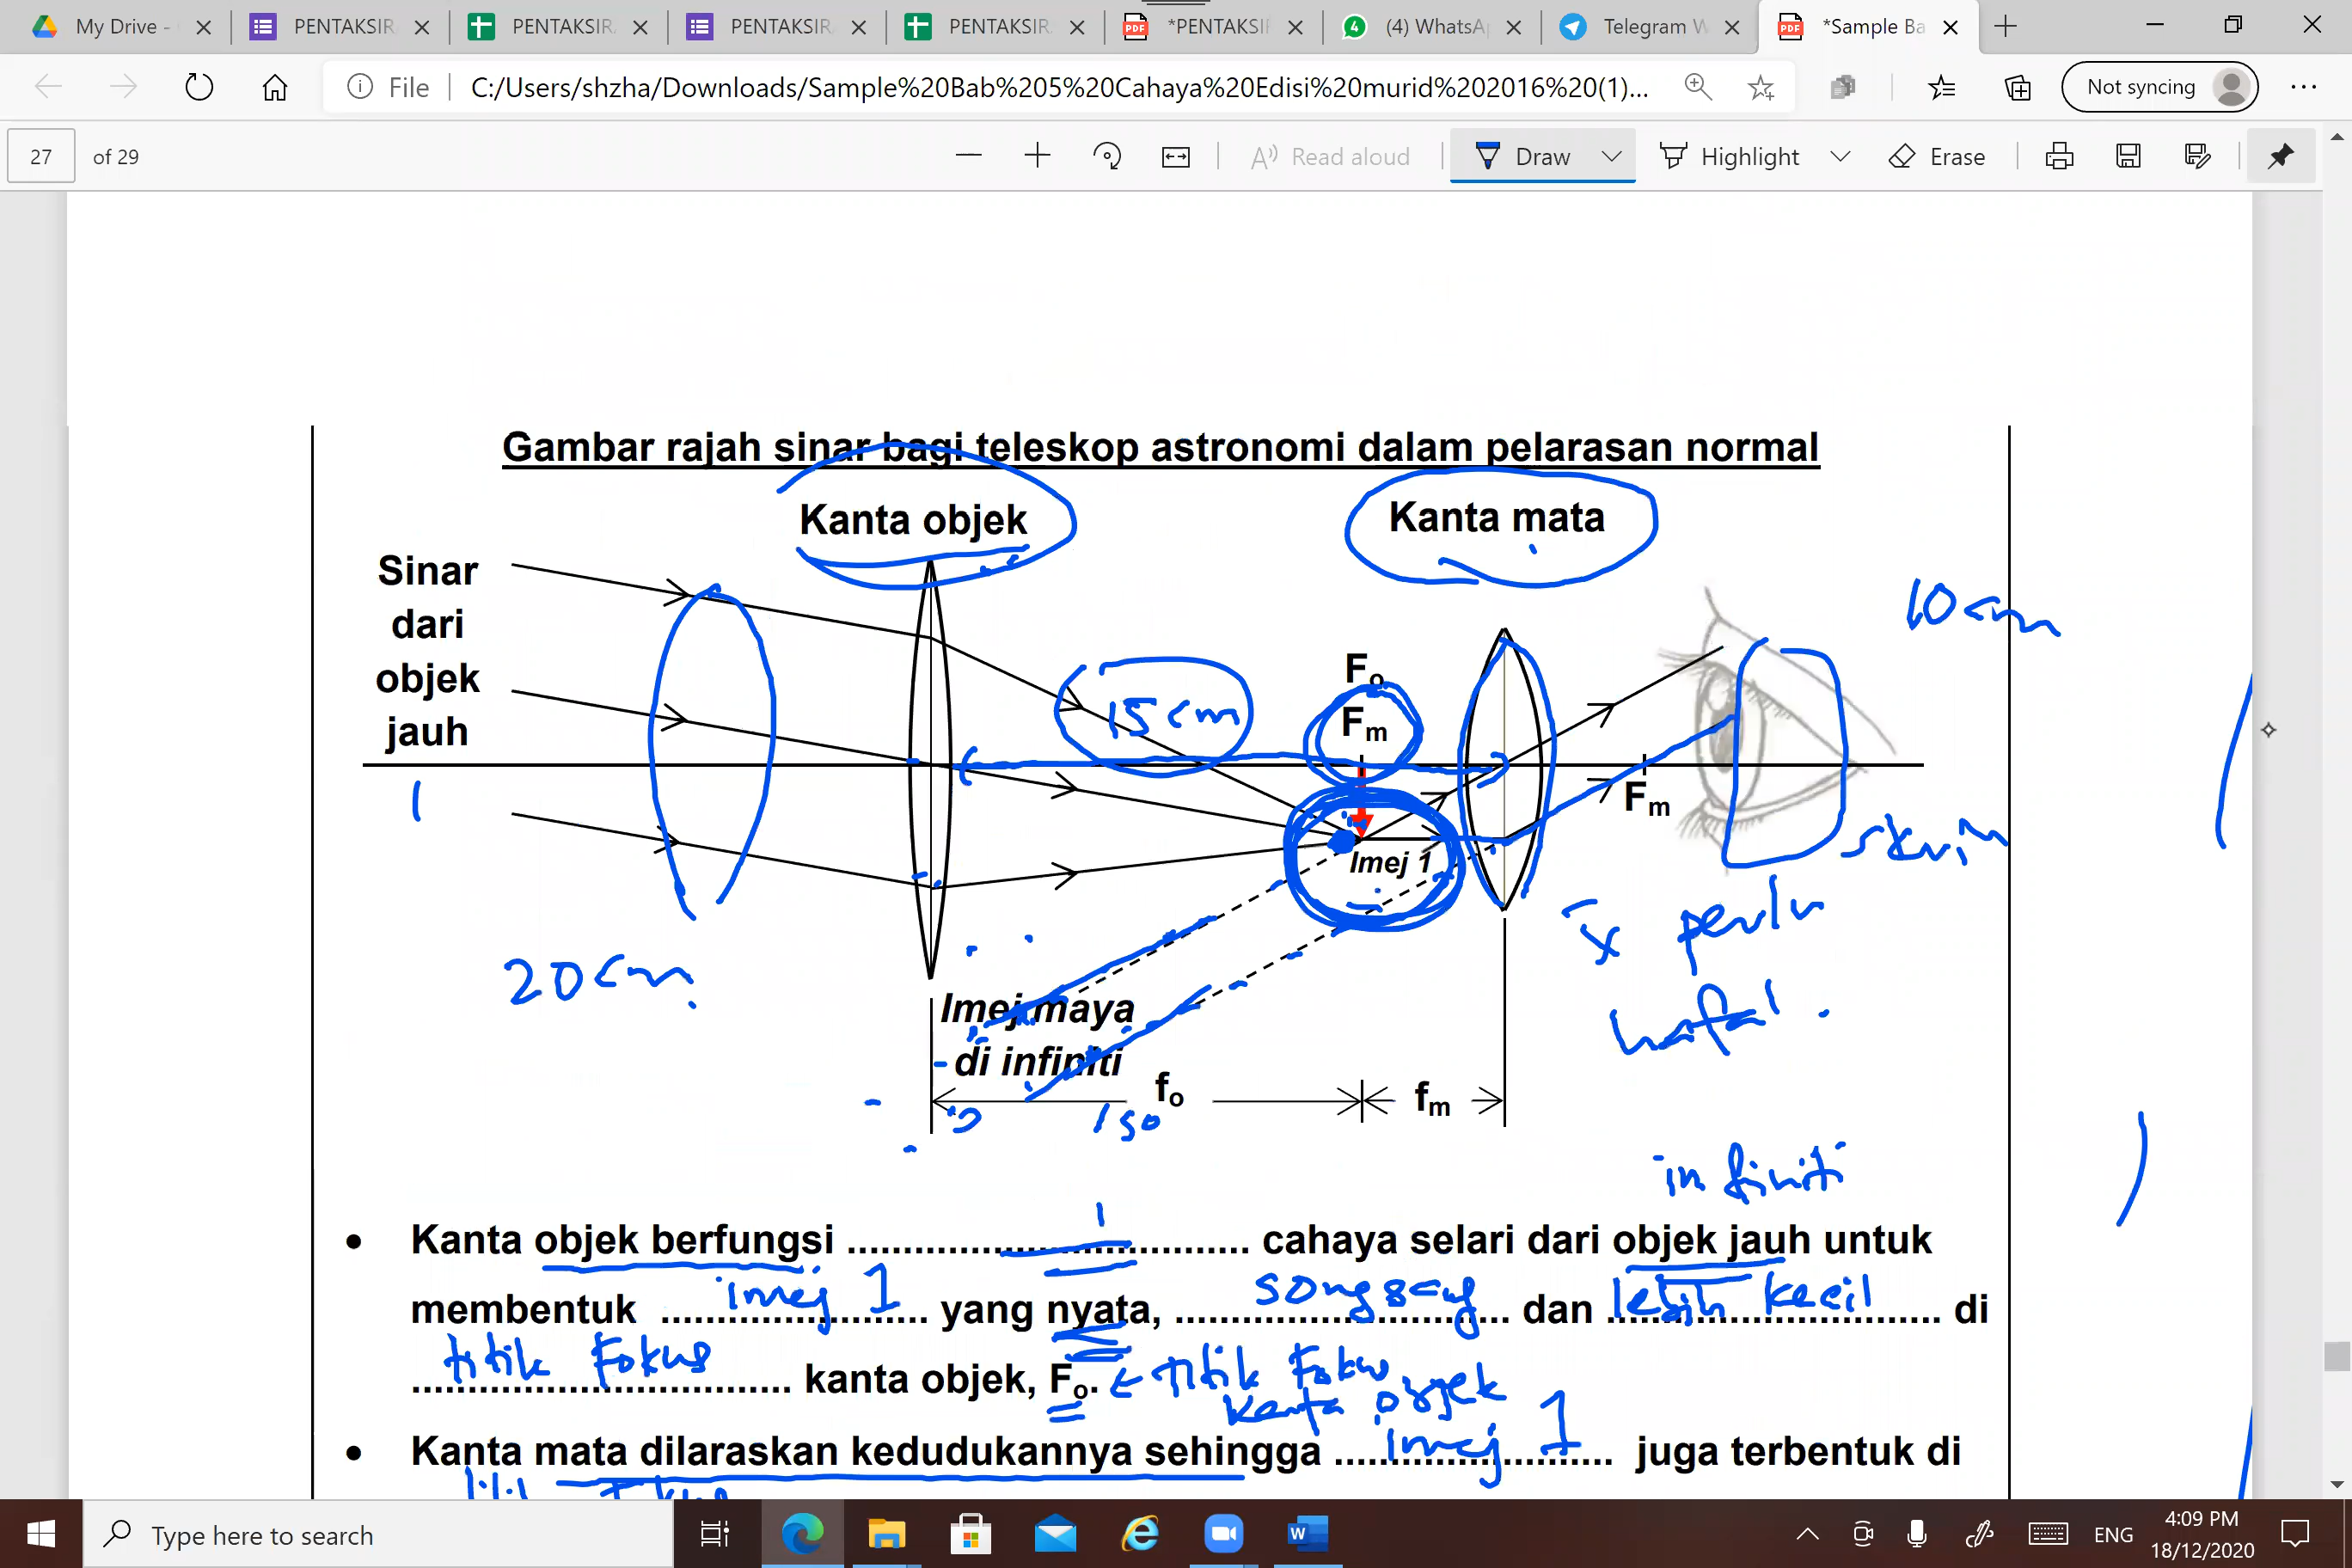 My Drive -
PENTAKSIR
PENTAKSIR
PENTAKSIR
PENTAKSIR
*PENTAKSI
(4) WhatsA
Telegram W
*Sample Ba
File
C:/Users/shzha/Downloads/Sample%20Bab%205%20Cahaya%20Edisi%20murid%202016%20(1)...
Not syncing
27 of 29
Read aloud
Draw
Highlight
Erase
Gambar rajah sinar bagi teleskop astronomi dalam pelarasan normal
Kanta objek
Kanta mata
Sinar
dari
objek
jauh
10cm
15cm
Fo
Fm
Fm
Imej 1
skrin
x perlu
hafal.
20cm
Imej maya
di infiniti
fo
fm
150
infiniti
Kanta objek berfungsi .................................... cahaya selari dari objek jauh untuk
membentuk imej 1 yang nyata, songsang dan lebih kecil di
titik fokus kanta objek, Fo. ← titik fokus
kanta objek
Kanta mata dilaraskan kedudukannya sehingga imej 1 juga terbentuk di
Type here to search
ENG
4:09 PM
18/12/2020